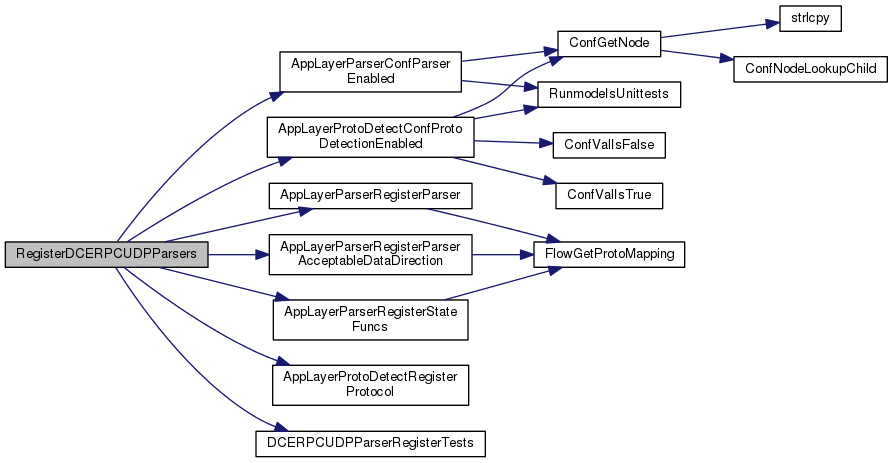 strlcpy
ConfGetNode
ConfNodeLookupChild
AppLayerParserConfParser
Enabled
RunmodeIsUnittests
AppLayerProtoDetectConfProto
DetectionEnabled
ConfValIsFalse
ConfValIsTrue
AppLayerParserRegisterParser
RegisterDCERPCUDPParsers
AppLayerParserRegisterParser
AcceptableDataDirection
FlowGetProtoMapping
AppLayerParserRegisterState
Funcs
AppLayerProtoDetectRegister
Protocol
DCERPCUDPParserRegisterTests